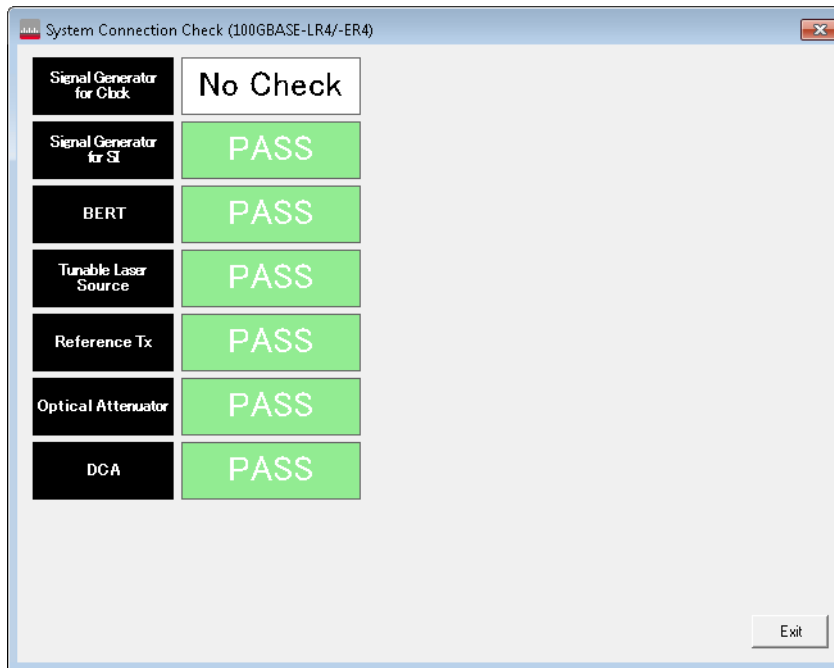 System Connection Check (100GBASE-LR4/-ER4)
Signal Generator
for Clock
No Check
Signal Generator
for SI
PASS
BERT
PASS
Tunable Laser
Source
PASS
Reference Tx
PASS
Optical Attenuator
PASS
DCA
PASS
Exit